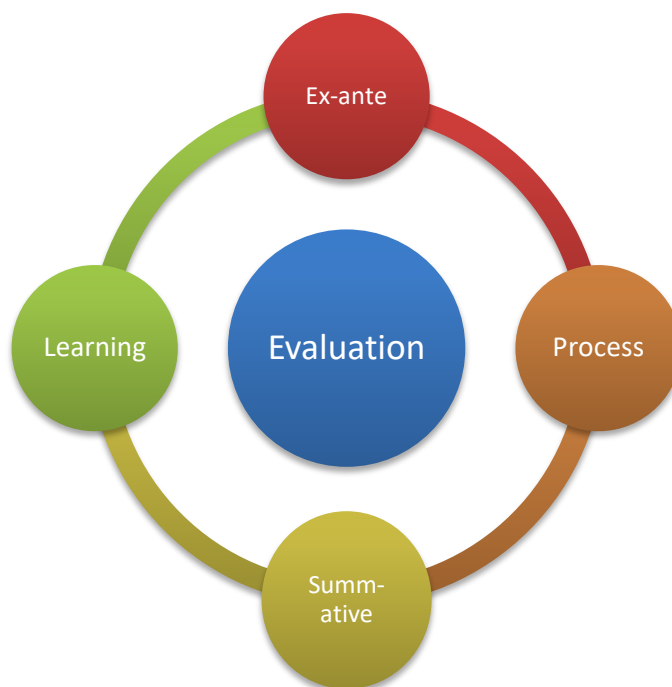 Ex-ante
Learning
Evaluation
Process
Summ-
ative